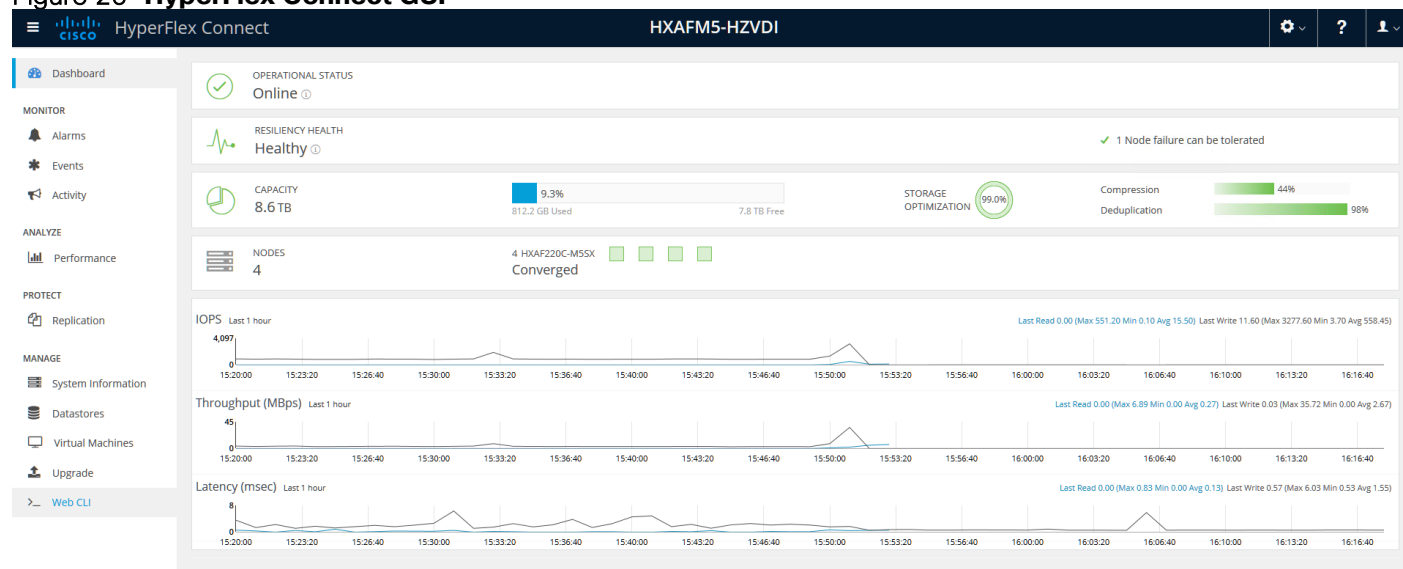 Figure 26 HyperFlex Connect GUI
cisco HyperFlex Connect HXAFM5-HZVDI ?
Dashboard
MONITOR
Alarms
Events
Activity
ANALYZE
Performance
PROTECT
Replication
MANAGE
System Information
Datastores
Virtual Machines
Upgrade
>_ Web CLI
OPERATIONAL STATUS
Online
RESILIENCY HEALTH
Healthy
✓ 1 Node failure can be tolerated
CAPACITY
8.6 TB
9.3%
812.2 GB Used 7.8 TB Free
STORAGE
OPTIMIZATION
99.0%
Compression 44%
Deduplication 98%
NODES
4
4 HXAF220C-M5SX
Converged
IOPS Last 1 hour Last Read 0.00 (Max 551.20 Min 0.10 Avg 15.50) Last Write 11.60 (Max 3277.60 Min 3.70 Avg 558.45)
4,097
0
15:20:00 15:23:20 15:26:40 15:30:00 15:33:20 15:36:40 15:40:00 15:43:20 15:46:40 15:50:00 15:53:20 15:56:40 16:00:00 16:03:20 16:06:40 16:10:00 16:13:20 16:16:40
Throughput (MBps) Last 1 hour Last Read 0.00 (Max 6.89 Min 0.00 Avg 0.27) Last Write 0.03 (Max 35.72 Min 0.00 Avg 2.67)
45
0
15:20:00 15:23:20 15:26:40 15:30:00 15:33:20 15:36:40 15:40:00 15:43:20 15:46:40 15:50:00 15:53:20 15:56:40 16:00:00 16:03:20 16:06:40 16:10:00 16:13:20 16:16:40
Latency (msec) Last 1 hour Last Read 0.00 (Max 0.83 Min 0.00 Avg 0.13) Last Write 0.57 (Max 6.03 Min 0.53 Avg 1.55)
8
0
15:20:00 15:23:20 15:26:40 15:30:00 15:33:20 15:36:40 15:40:00 15:43:20 15:46:40 15:50:00 15:53:20 15:56:40 16:00:00 16:03:20 16:06:40 16:10:00 16:13:20 16:16:40